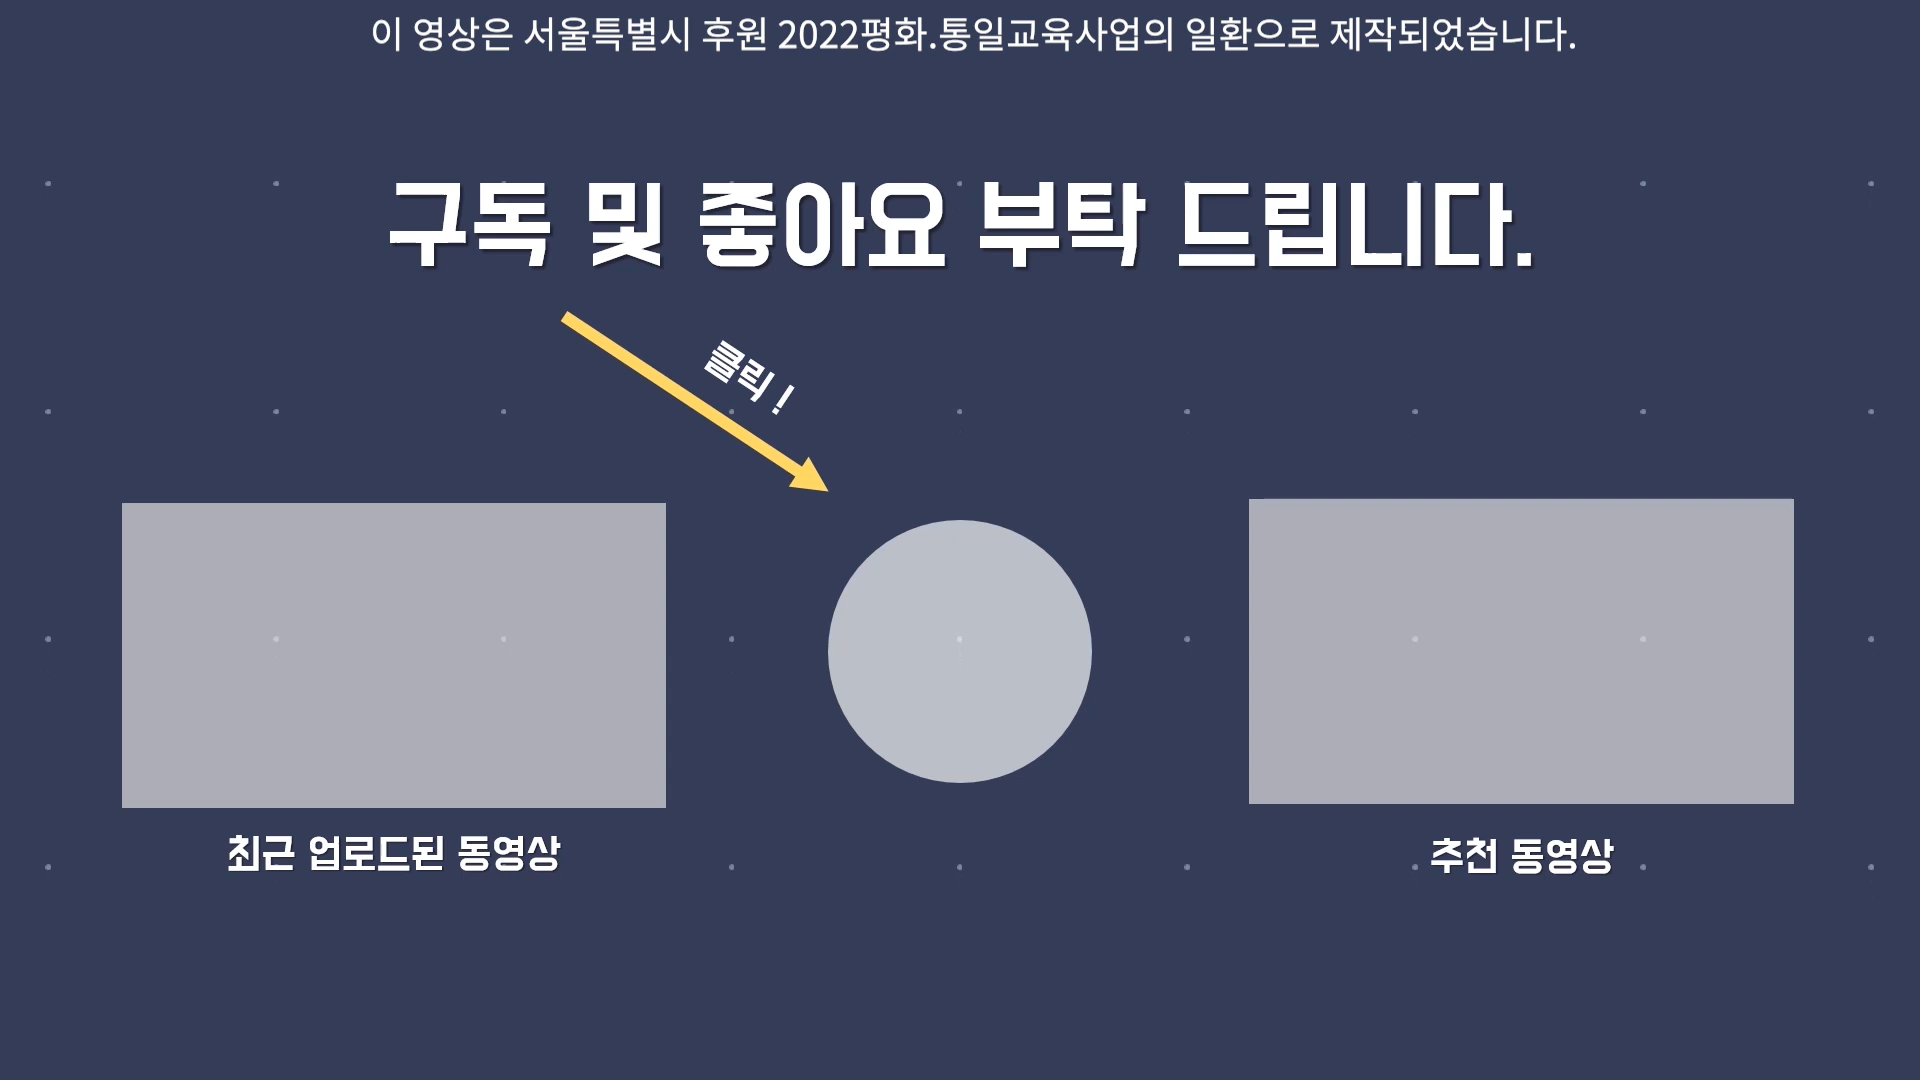 이 영상은 서울특별시 후원 2022평화.통일교육사업의 일환으로 제작되었습니다.
구독 및 좋아요 부탁 드립니다.
클릭 !
최근 업로드된 동영상
추천 동영상